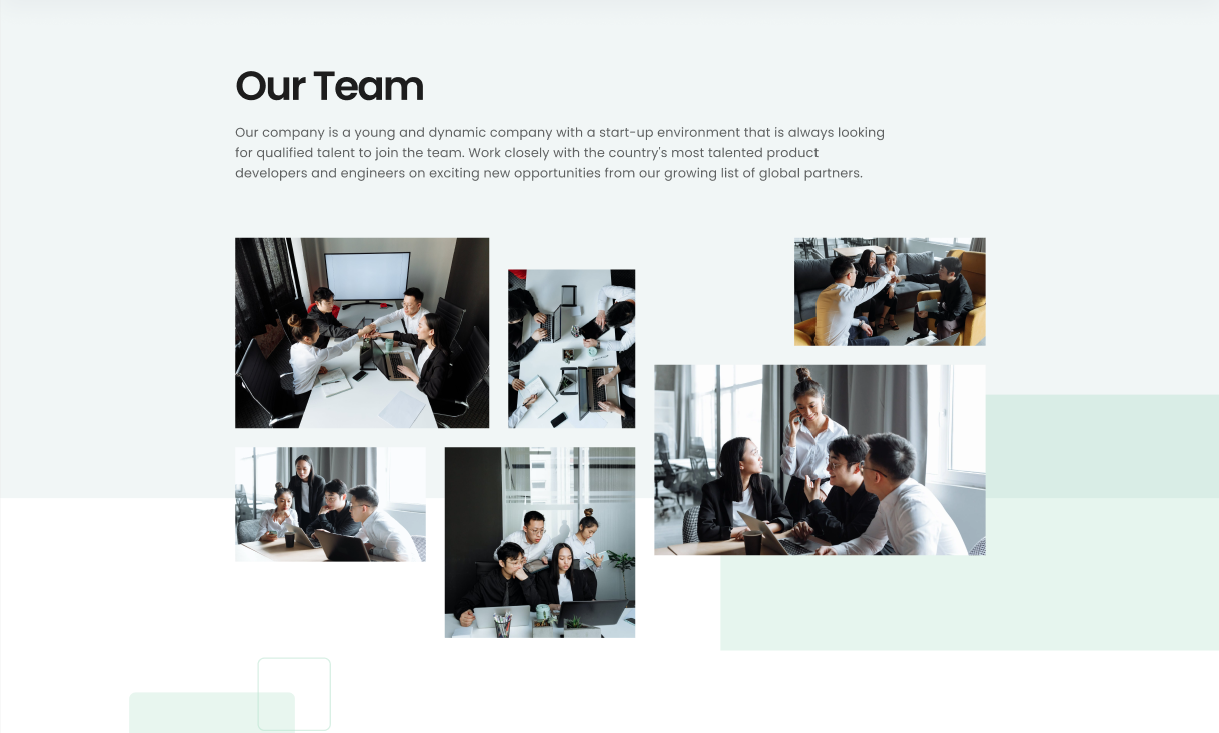 Our Team
Our company is a young and dynamic company with a start-up environment that is always looking
for qualified talent to join the team. Work closely with the country's most talented product
developers and engineers on exciting new opportunities from our growing list of global partners.